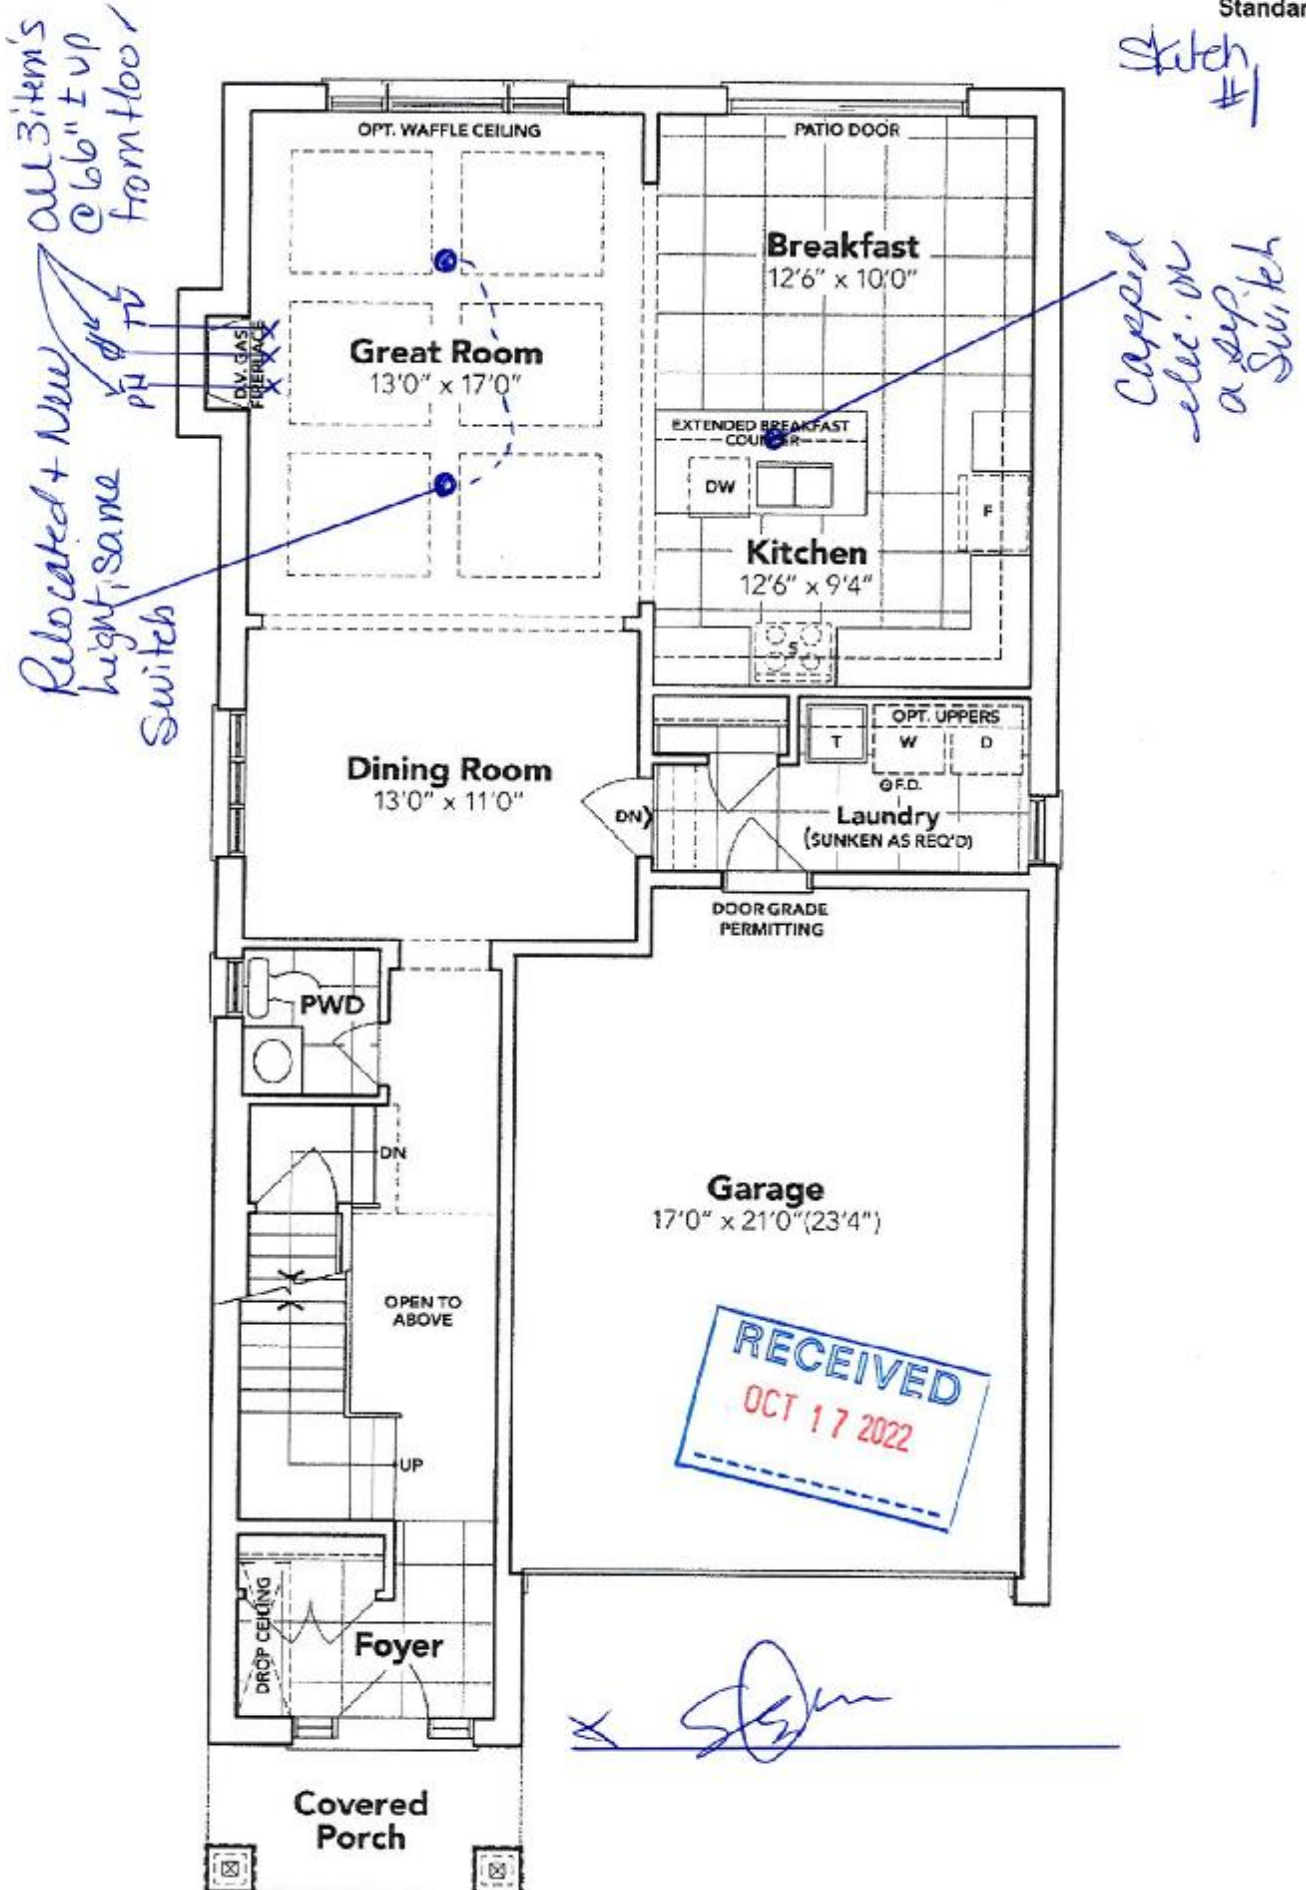 Standar
Sketch
#1
all 3 item's
@ 66" ± up
from floor
OPT. WAFFLE CEILING
PATIO DOOR
Breakfast
12'6" x 10'0"
Capped
elec. on
a sep.
Switch
TV
PH
D.V. GAS
FIREPLACE
Great Room
13'0" x 17'0"
EXTENDED BREAKFAST
COUNTER
DW
F
Relocated + New
height, same
Switch
Kitchen
12'6" x 9'4"
S
OPT. UPPERS
T
W
D
F.D.
Dining Room
13'0" x 11'0"
DN
Laundry
(SUNKEN AS REQ'D)
DOOR GRADE
PERMITTING
PWD
DN
Garage
17'0" x 21'0"(23'4")
OPEN TO
ABOVE
RECEIVED
OCT 17 2022
UP
DROP CEILING
Foyer
X
Covered
Porch